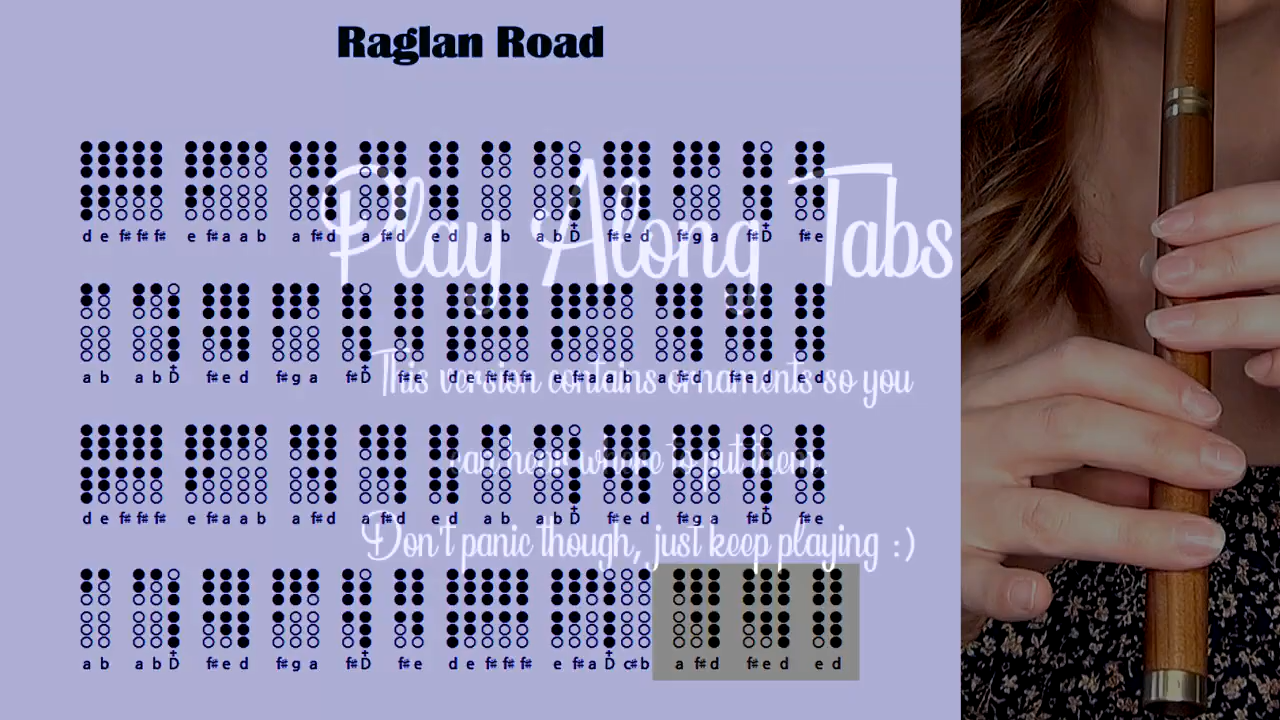 Raglan Road
Play Along Tabs
d e f# f# f# e f# a a b a f# d a f# d e d a b a b D f# e d f# g a f# D f# e
a b a b D f# e d f# g a f# D f# e d e f# f# f# e f# a a b a f# d f# e d e d
This version contains ornaments so you
can hear where to put them.
d e f# f# f# e f# a a b a f# d a f# d e d a b a b D f# e d f# g a f# D f# e
Don't panic though, just keep playing :)
a b a b D f# e d f# g a f# D f# e d e f# f# f# e f# a D c# b a f# d f# e d e d